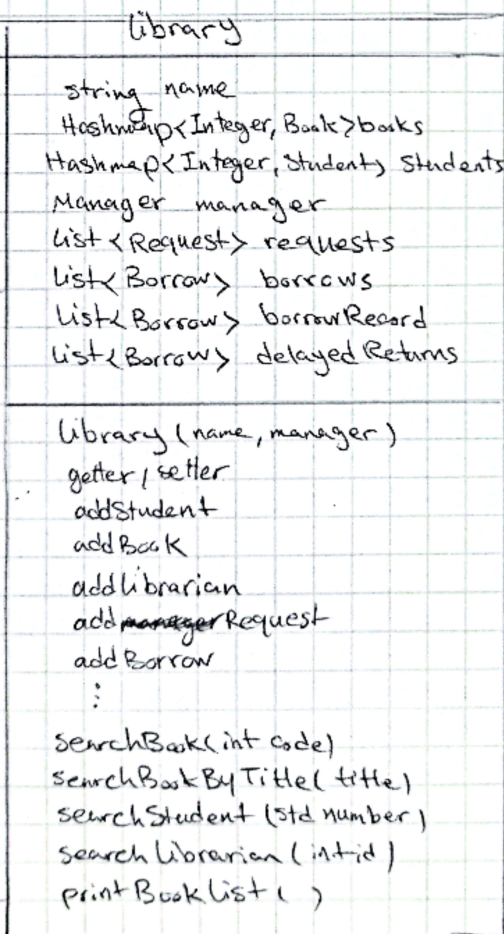 library
string name
Hashmap<Integer, Book> books
Hashmap<Integer, Student> Students
Manager manager
List <Request> requests
List< Borrow> borrows
List< Borrow> borrowRecord
List< Borrow> delayedReturns
library (name, manager)
getter / setter
addStudent
addBook
addlibrarian
add manager Request
addBorrow
⋮
searchBook(int code)
searchBookByTitle( title)
searchStudent (std number)
searchlibrarian ( int id )
printBooklist ( )